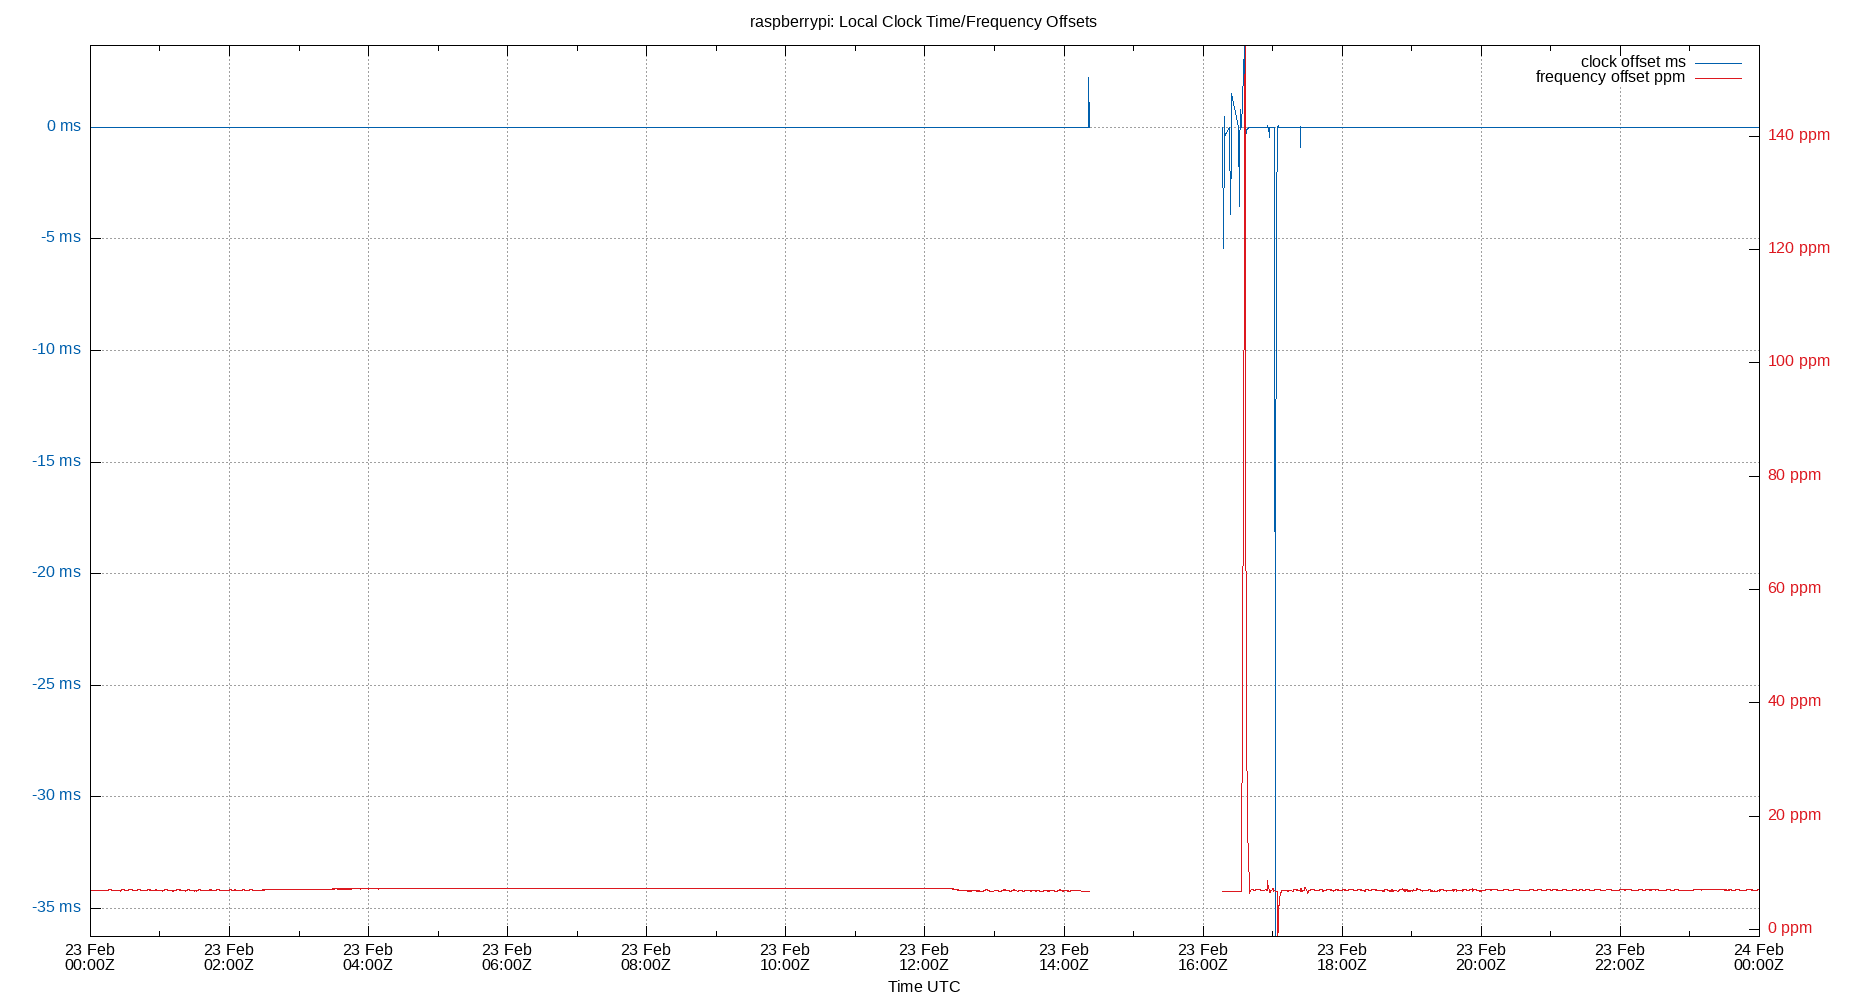 raspberrypi: Local Clock Time/Frequency Offsets
clock offset ms
frequency offset ppm
0 ms
-5 ms
-10 ms
-15 ms
-20 ms
-25 ms
-30 ms
-35 ms
140 ppm
120 ppm
100 ppm
80 ppm
60 ppm
40 ppm
20 ppm
0 ppm
23 Feb 23 Feb 23 Feb 23 Feb 23 Feb 23 Feb 23 Feb 23 Feb 23 Feb 23 Feb 23 Feb 23 Feb 24 Feb
00:00Z 02:00Z 04:00Z 06:00Z 08:00Z 10:00Z 12:00Z 14:00Z 16:00Z 18:00Z 20:00Z 22:00Z 00:00Z
Time UTC